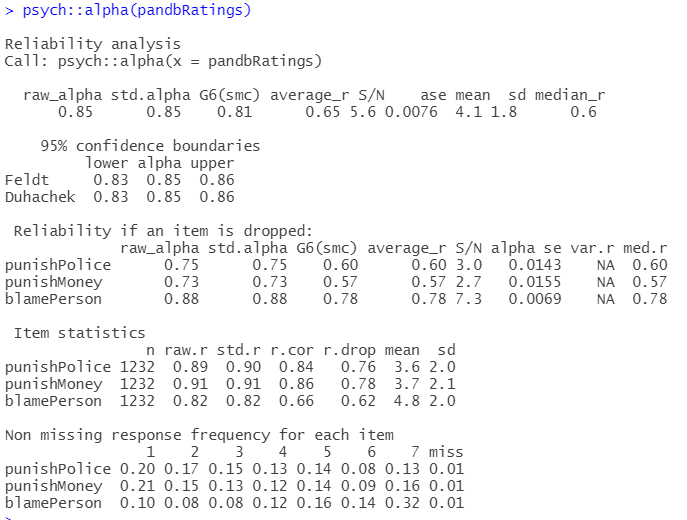 > psych::alpha(pandbRatings)
Reliability analysis
Call: psych::alpha(x = pandbRatings)
raw_alpha std.alpha G6(smc) average_r S/N ase mean sd median_r
0.85 0.85 0.81 0.65 5.6 0.0076 4.1 1.8 0.6
95% confidence boundaries
lower alpha upper
Feldt 0.83 0.85 0.86
Duhachek 0.83 0.85 0.86
Reliability if an item is dropped:
raw_alpha std.alpha G6(smc) average_r S/N alpha se var.r med.r
punishPolice 0.75 0.75 0.60 0.60 3.0 0.0143 NA 0.60
punishMoney 0.73 0.73 0.57 0.57 2.7 0.0155 NA 0.57
blamePerson 0.88 0.88 0.78 0.78 7.3 0.0069 NA 0.78
Item statistics
n raw.r std.r r.cor r.drop mean sd
punishPolice 1232 0.89 0.90 0.84 0.76 3.6 2.0
punishMoney 1232 0.91 0.91 0.86 0.78 3.7 2.1
blamePerson 1232 0.82 0.82 0.66 0.62 4.8 2.0
Non missing response frequency for each item
1 2 3 4 5 6 7 miss
punishPolice 0.20 0.17 0.15 0.13 0.14 0.08 0.13 0.01
punishMoney 0.21 0.15 0.13 0.12 0.14 0.09 0.16 0.01
blamePerson 0.10 0.08 0.08 0.12 0.16 0.14 0.32 0.01
>